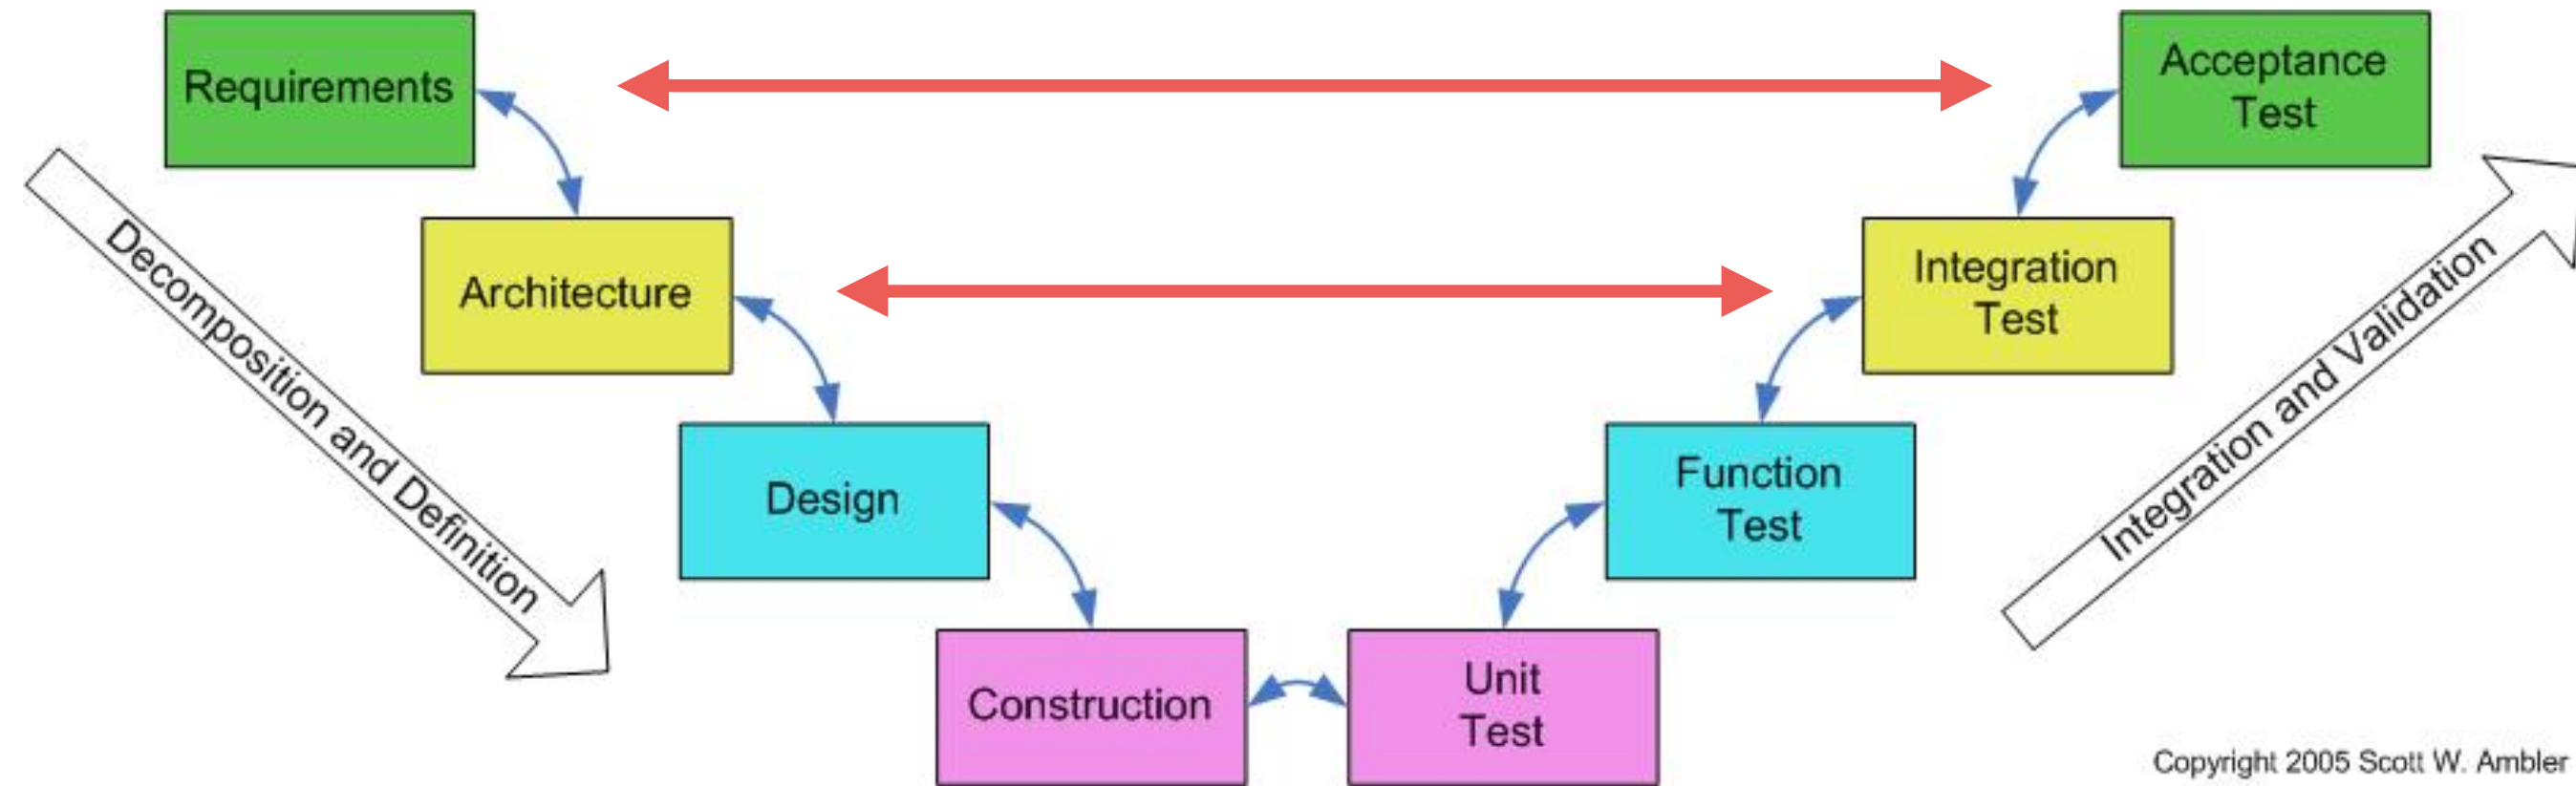 Requirements
Acceptance
Test
Architecture
Integration
Test
Decomposition and Definition
Integration and Validation
Design
Function
Test
Construction
Unit
Test
Copyright 2005 Scott W. Ambler